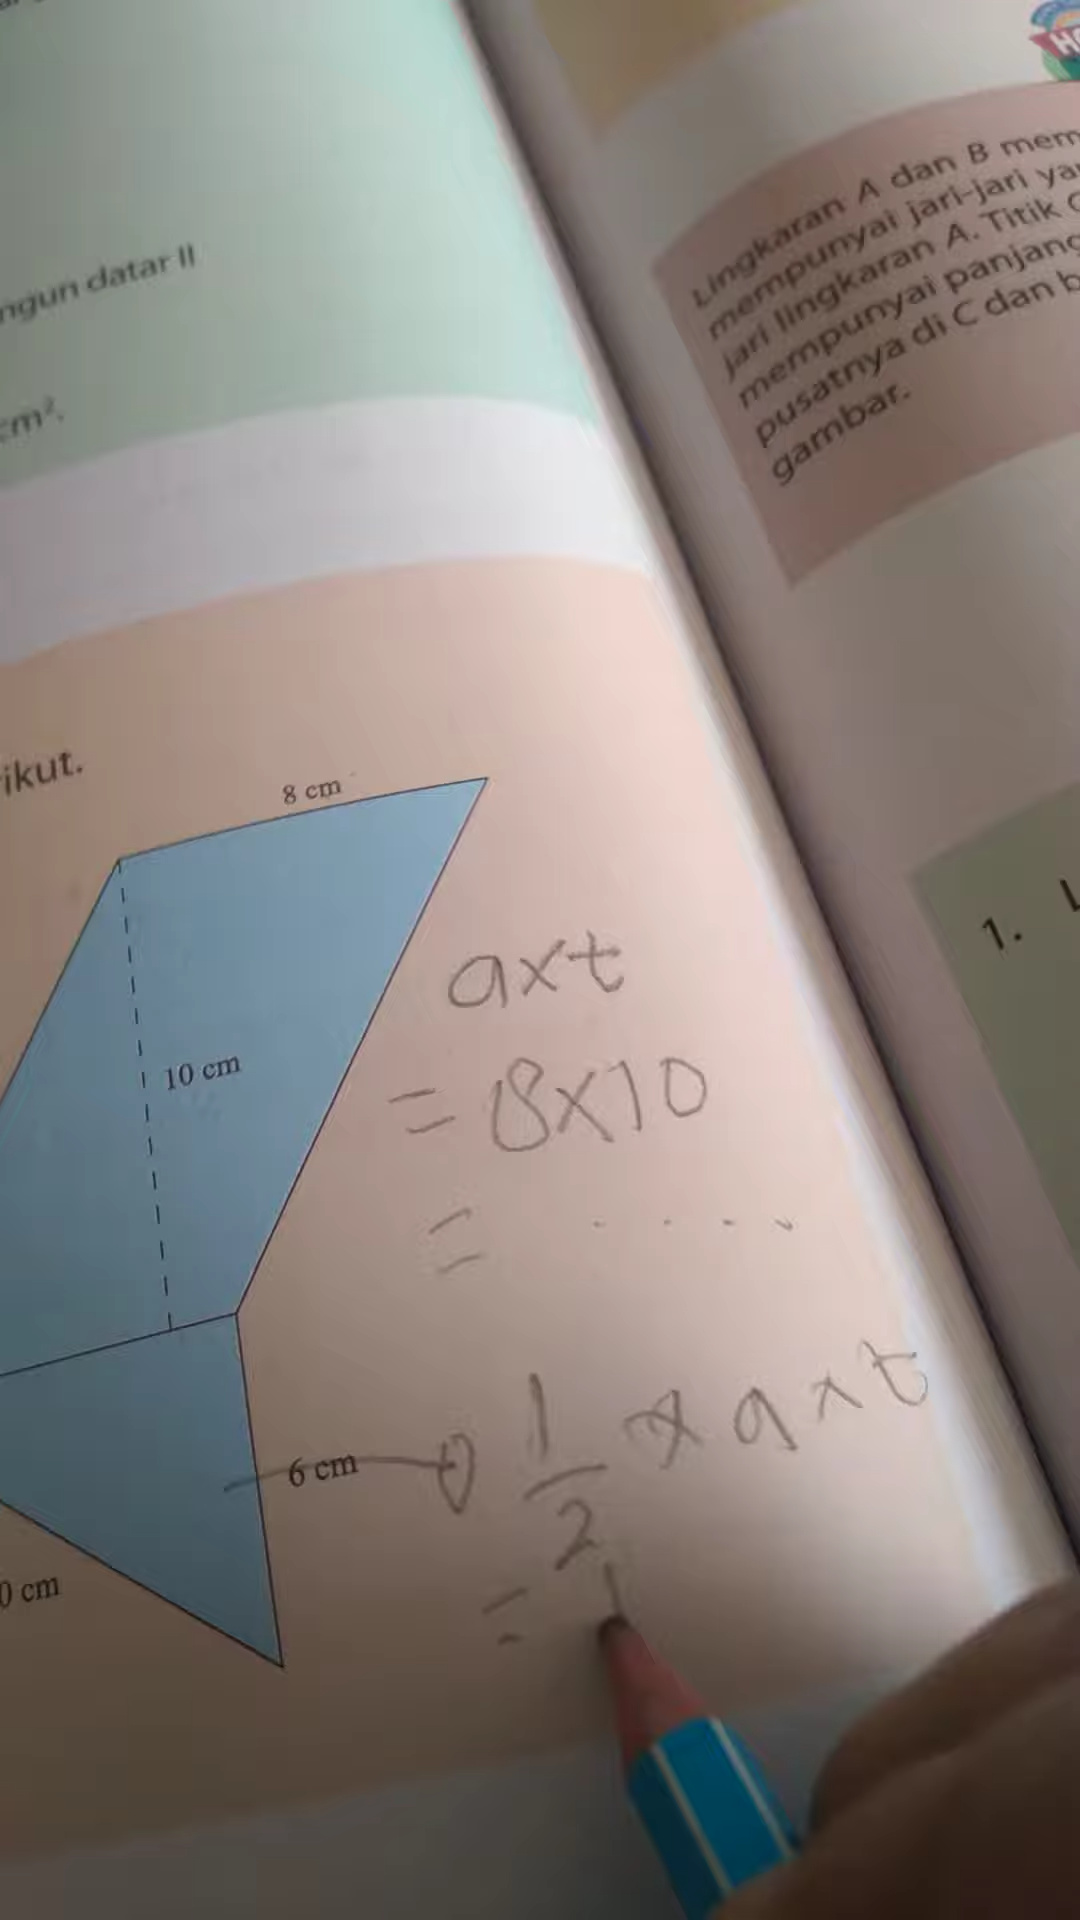 ngun datar II
cm².
ikut.
8 cm
10 cm
6 cm
0 cm
axt
= 8x10
= . . . .
1/2 x a x t
= 1
Lingkaran A dan B mem
mempunyai jari-jari ya
jari lingkaran A. Titik C
mempunyai panjang
pusatnya di C dan b
gambar.
1.